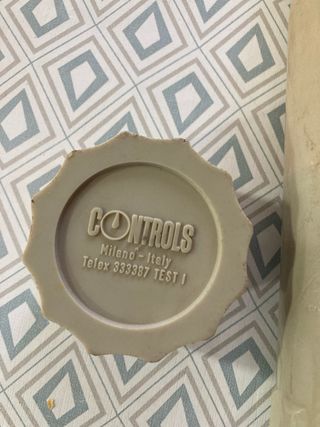 CONTROLS
Milano - Italy
Telex 333387 TEST I